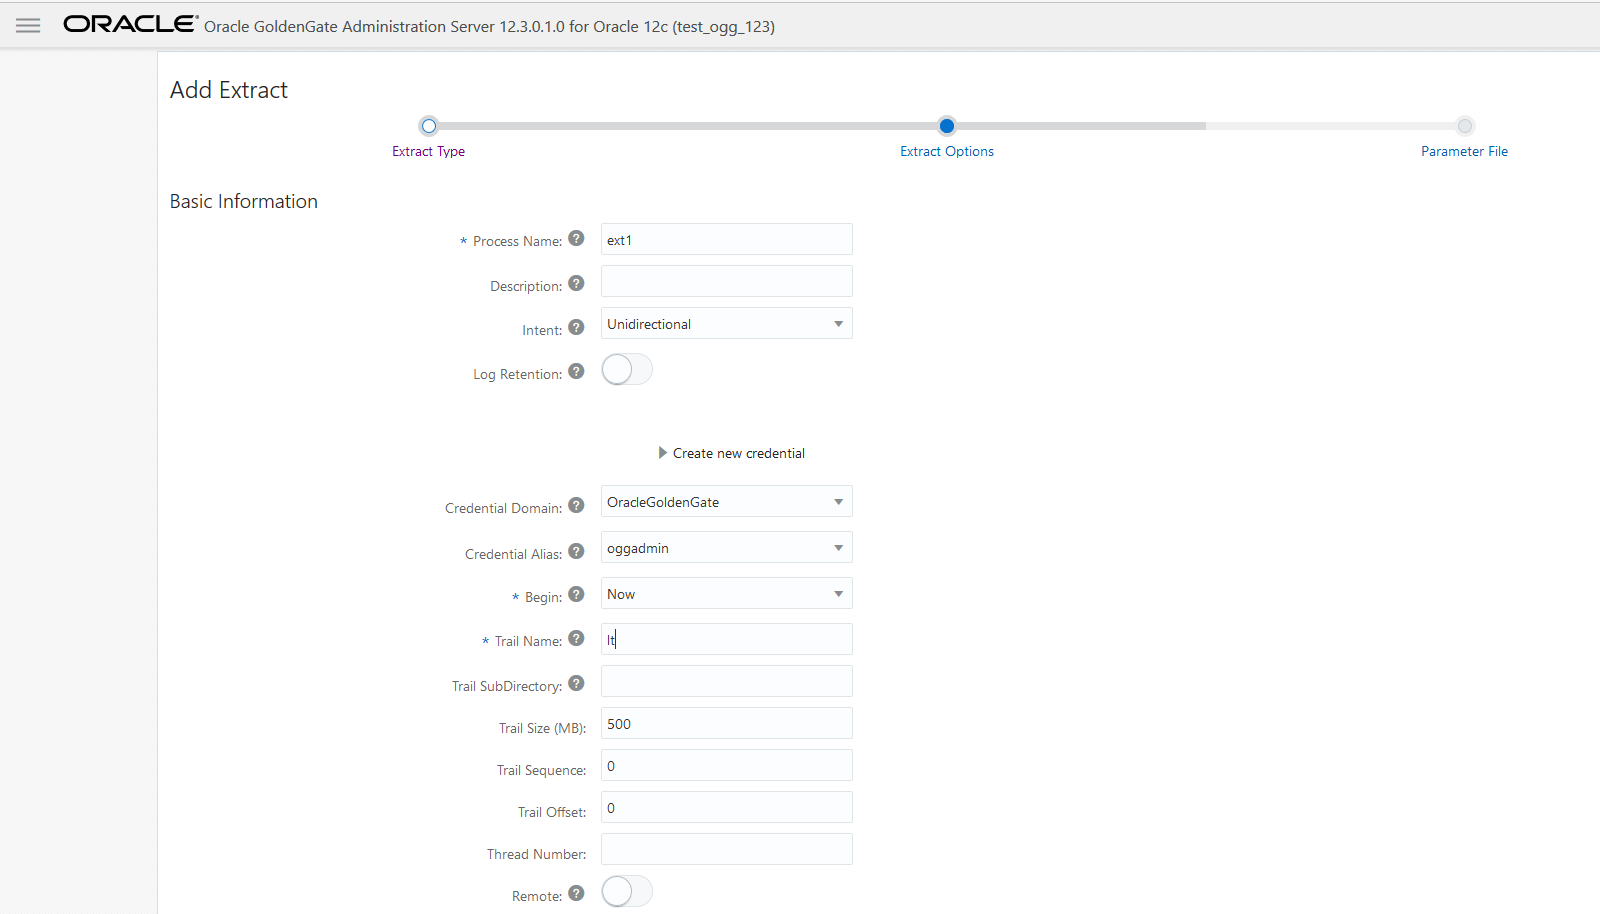 ORACLE® Oracle GoldenGate Administration Server 12.3.0.1.0 for Oracle 12c (test_ogg_123)
Add Extract
Extract Type Extract Options Parameter File
Basic Information
* Process Name: ? ext1
Description: ?
Intent: ? Unidirectional
Log Retention: ?
Create new credential
Credential Domain: ? OracleGoldenGate
Credential Alias: ? oggadmin
* Begin: ? Now
* Trail Name: ? lt
Trail SubDirectory: ?
Trail Size (MB): 500
Trail Sequence: 0
Trail Offset: 0
Thread Number:
Remote: ?